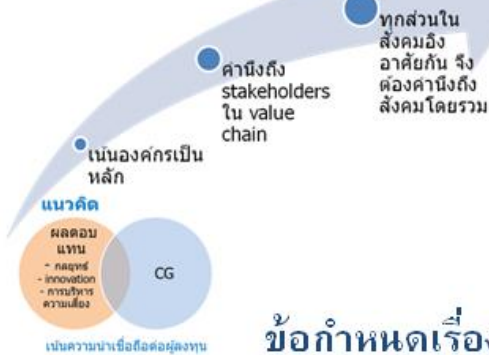 ทุกส่วนใน
สังคมอิง
อาศัยกัน จึง
ต้องคำนึงถึง
สังคมโดยรวม
คำนึงถึง
stakeholders
ใน value
chain
เน้นองค์กรเป็น
หลัก
แนวคิด
ผลตอบ
แทน
- กลยุทธ์
- innovation
- การบริหาร
ความเสี่ยง
CG
เน้นความน่าเชื่อถือต่อผู้ลงทุน
ข้อกำหนดเรื่อง